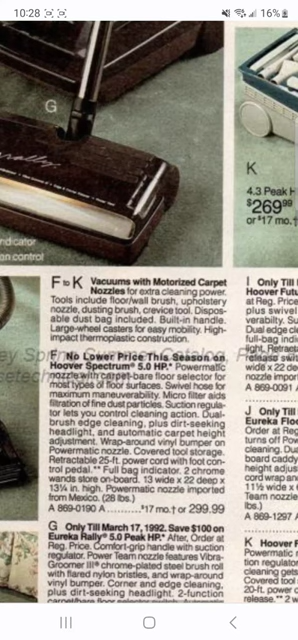 10:28
16%
G
Rally
ndicator
on control
K
4.3 Peak H
$269.99
or $17 mo.†
F to K Vacuums with Motorized Carpet
Nozzles for extra cleaning power.
Tools include floor/wall brush, upholstery
nozzle, dusting brush, crevice tool. Dispos-
able dust bag included. Built-in handle.
Large-wheel casters for easy mobility. High-
impact thermoplastic construction.
F No Lower Price This Season on
Hoover Spectrum® 5.0 HP.* Powermatic
nozzle with carpet-bare floor selector for
most types of floor surfaces. Swivel hose for
maximum maneuverability. Micro filter aids
filtration of fine dust particles. Suction regula-
tor lets you control cleaning action. Dual-
brush edge cleaning, plus dirt-seeking
headlight, and automatic carpet height
adjustment. Wrap-around vinyl bumper on
Powermatic nozzle. Covered tool storage.
Retractable 25-ft. power cord with foot con-
trol pedal.** Full bag indicator. 2 chrome
wands store on-board. 13 wide x 22 deep x
13¼ in. high. Powermatic nozzle imported
from Mexico. (28 lbs.)
A 869-0190 A..........$17 mo.† or 299.99
G Only Till March 17, 1992. Save $100 on
Eureka Rally® 5.0 Peak HP.* After, Order at
Reg. Price. Comfort-grip handle with suction
regulator. Power Team nozzle features Vibra-
Groomer III® chrome-plated steel brush roll
with flared nylon bristles, and wrap-around
vinyl bumper. Corner and edge cleaning,
plus dirt-seeking headlight. 2-function
carpet/bare floor selector
I Only Till
Hoover Futu
at Reg. Price
plus swivel
verability. Su
Dual edge cl
full-bag indi
light. Retract
release swit
wide x 22 de
nozzle impor
A 869-0091
J Only Till
Eureka Floo
Order at Reg
turns off Pow
cleaning. Du
board caddy
height adjus
cord wrap an
11½ wide x
Team nozzle
lbs.)
A 869-1297 A
K Hoover F
Powermatic
tion regulator
cleaning gets
Covered tool
20-ft. power c
release.** 2 w